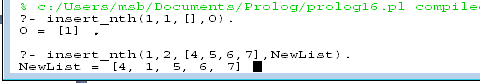 % c:/Users/msb/Documents/Prolog/prolog16.pl compiled
?- insert_nth(1,1,[],O).
O = [1] .
?- insert_nth(1,2,[4,5,6,7],NewList).
NewList = [4, 1, 5, 6, 7]